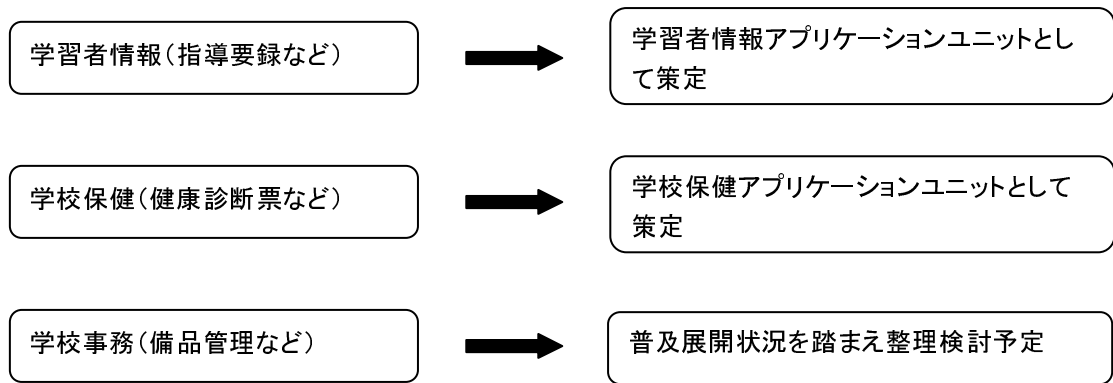 学習者情報（指導要録など）
学習者情報アプリケーションユニットとし
て策定
学校保健（健康診断票など）
学校保健アプリケーションユニットとして
策定
学校事務（備品管理など）
普及展開状況を踏まえ整理検討予定